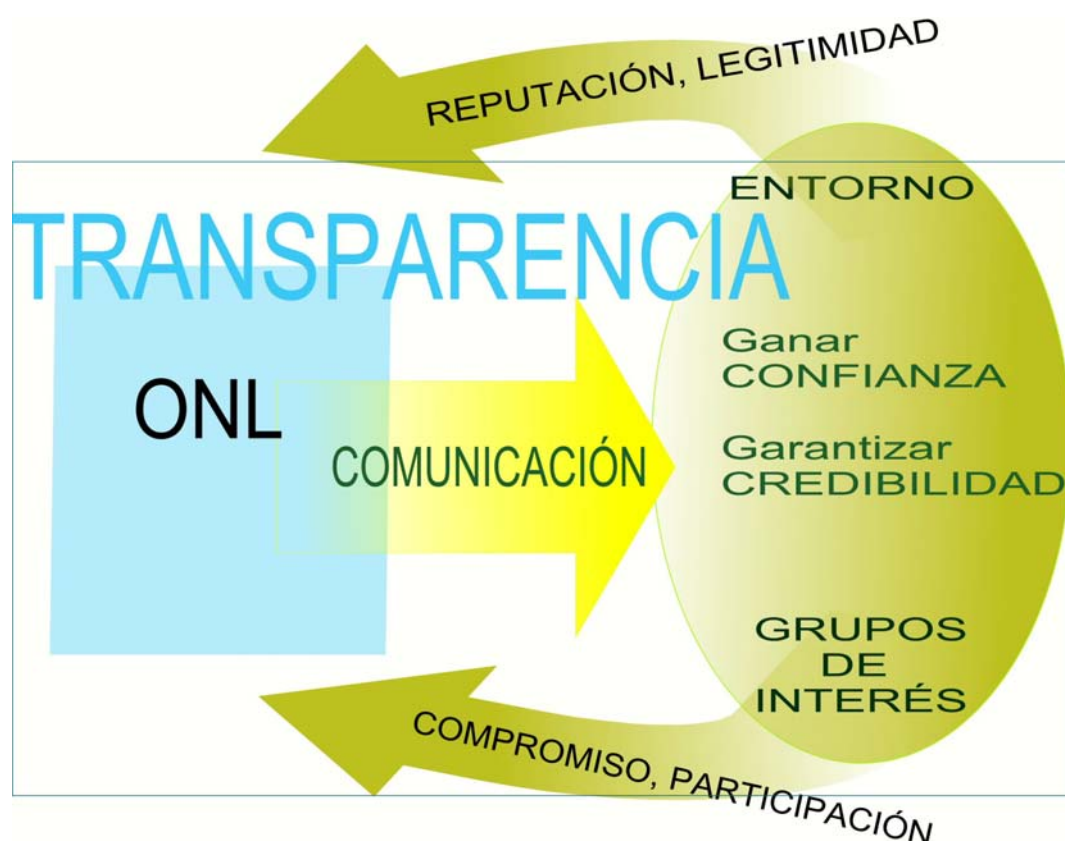 REPUTACIÓN, LEGITIMIDAD
ENTORNO
TRANSPARENCIA
Ganar
CONFIANZA
ONL
COMUNICACIÓN
Garantizar
CREDIBILIDAD
GRUPOS
DE
INTERÉS
COMPROMISO, PARTICIPACIÓN